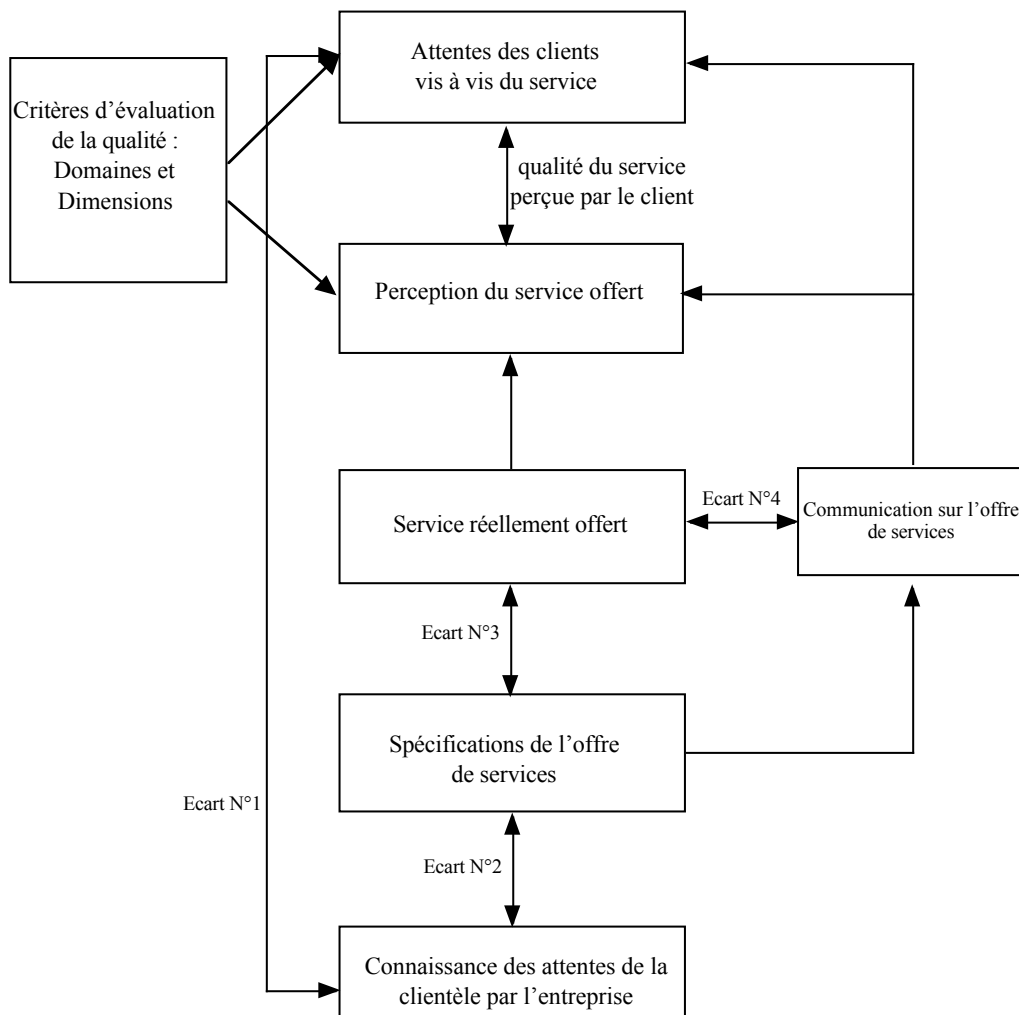 Attentes des clients
vis à vis du service
Critères d’évaluation
de la qualité :
Domaines et
Dimensions
qualité du service
perçue par le client
Perception du service offert
Service réellement offert
Ecart N°4
Communication sur l’offre
de services
Ecart N°3
Spécifications de l’offre
de services
Ecart N°1
Ecart N°2
Connaissance des attentes de la
clientèle par l’entreprise